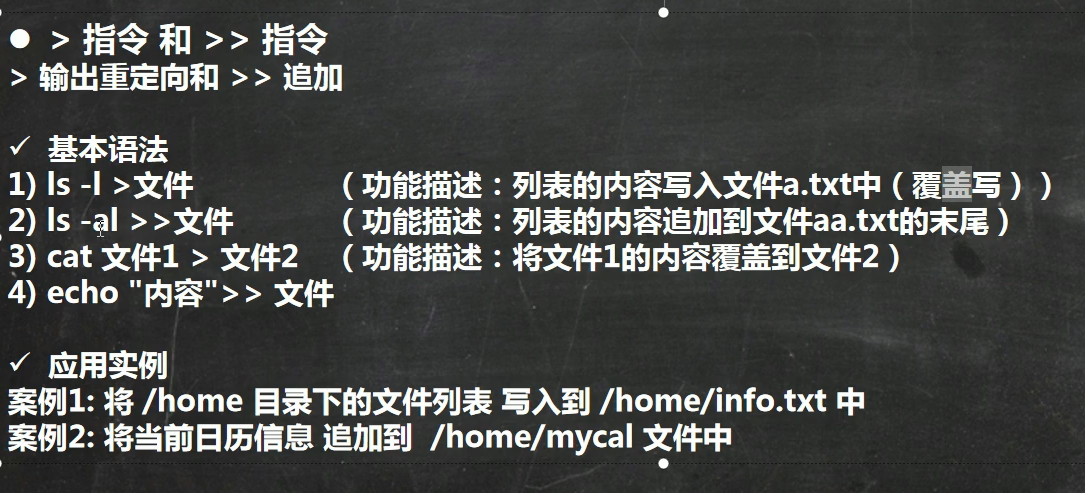 ● > 指令 和 >> 指令
> 输出重定向和 >> 追加
✓ 基本语法
1) ls -l >文件 （功能描述：列表的内容写入文件a.txt中（覆盖写））
2) ls -al >>文件 （功能描述：列表的内容追加到文件aa.txt的末尾）
3) cat 文件1 > 文件2 （功能描述：将文件1的内容覆盖到文件2）
4) echo "内容">> 文件
✓ 应用实例
案例1: 将 /home 目录下的文件列表 写入到 /home/info.txt 中
案例2: 将当前日历信息 追加到 /home/mycal 文件中